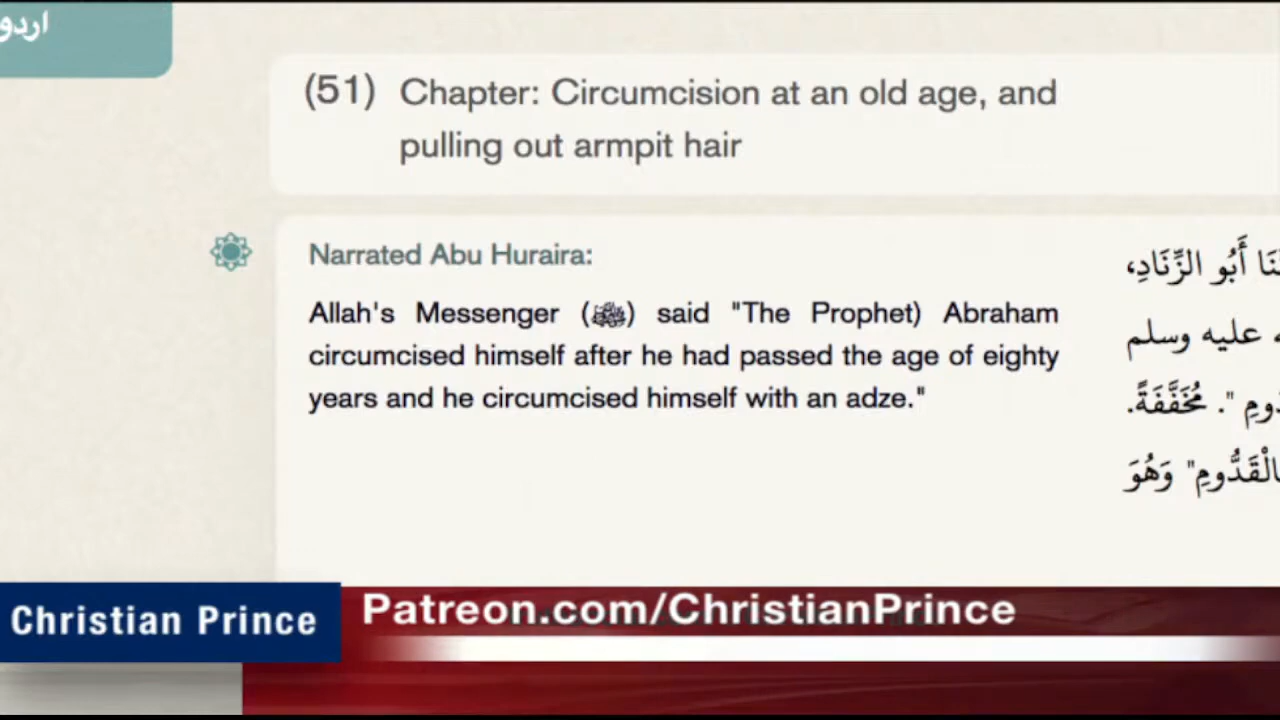 اردو
(51) Chapter: Circumcision at an old age, and
pulling out armpit hair
Narrated Abu Huraira:
Allah's Messenger (ﷺ) said "The Prophet) Abraham
circumcised himself after he had passed the age of eighty
years and he circumcised himself with an adze."
أَبُو الزِّنَادِ،
عليه وسلم
". مُخَفَّفَةً.
" وَهُوَ
Christian Prince
Patreon.com/ChristianPrince